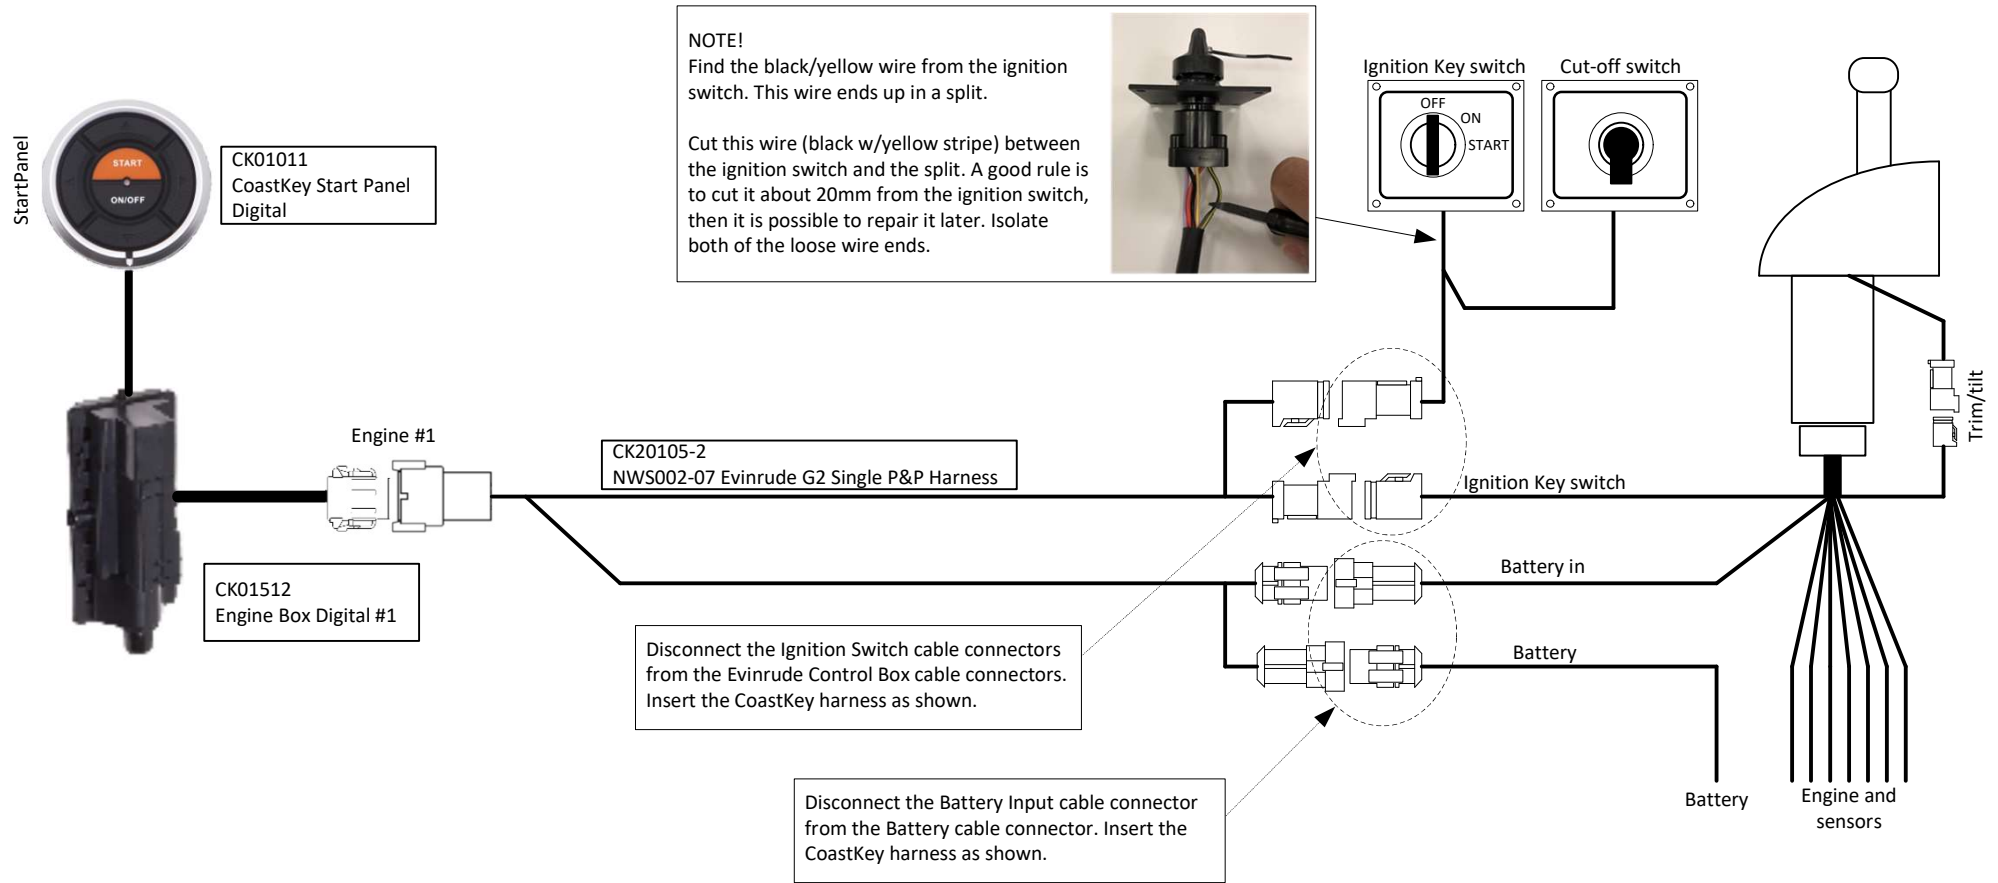 NOTE!
Find the black/yellow wire from the ignition
switch. This wire ends up in a split.
Cut this wire (black w/yellow stripe) between
the ignition switch and the split. A good rule is
to cut it about 20mm from the ignition switch,
then it is possible to repair it later. Isolate
both of the loose wire ends.
Ignition Key switch
OFF
ON
START
Cut-off switch
StartPanel
START
ON/OFF
CK01011
CoastKey Start Panel
Digital
Trim/tilt
Engine #1
CK20105-2
NWS002-07 Evinrude G2 Single P&P Harness
Ignition Key switch
CK01512
Engine Box Digital #1
Battery in
Battery
Disconnect the Ignition Switch cable connectors
from the Evinrude Control Box cable connectors.
Insert the CoastKey harness as shown.
Disconnect the Battery Input cable connector
from the Battery cable connector. Insert the
CoastKey harness as shown.
Battery
Engine and
sensors